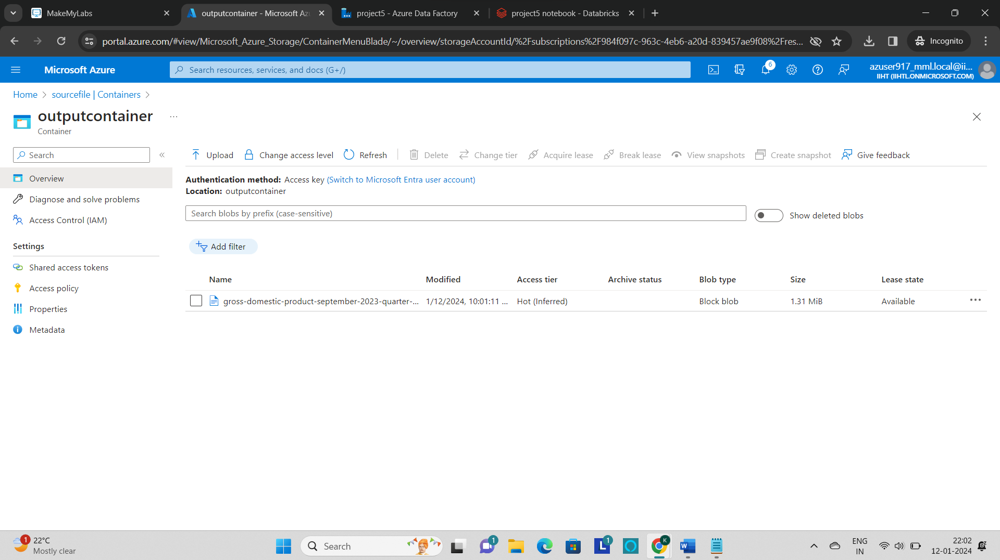 MakeMyLabs
outputcontainer - Microsoft Az
project5 - Azure Data Factory
project5 notebook - Databricks
portal.azure.com/#view/Microsoft_Azure_Storage/ContainerMenuBlade/~/overview/storageAccountId/%2Fsubscriptions%2F984f097c-963c-4eb6-a20d-839457ae9f08%2Fres...
Incognito
Microsoft Azure
Search resources, services, and docs (G+/)
6
azuser917_mml.local@ii...
IIHT (IIHTL.ONMICROSOFT.COM)
Home > sourcefile | Containers >
outputcontainer ...
Container
Search
«
Upload
Change access level
Refresh
Delete
Change tier
Acquire lease
Break lease
View snapshots
Create snapshot
Give feedback
Overview
Diagnose and solve problems
Access Control (IAM)
Settings
Shared access tokens
Access policy
Properties
Metadata
Authentication method: Access key (Switch to Microsoft Entra user account)
Location: outputcontainer
Search blobs by prefix (case-sensitive)
Show deleted blobs
Add filter
Name Modified Access tier Archive status Blob type Size Lease state
gross-domestic-product-september-2023-quarter-... 1/12/2024, 10:01:11 ... Hot (Inferred) Block blob 1.31 MiB Available
1
22°C
Mostly clear
Search
1
L
1
K
W
ENG
IN
22:02
12-01-2024